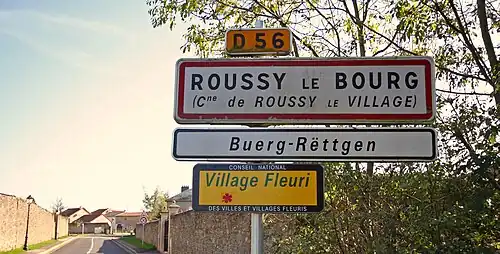 D 56
ROUSSY LE BOURG
(Cne de ROUSSY LE VILLAGE)
Buerg-Rëttgen
CONSEIL NATIONAL
Village Fleuri
DES VILLES ET VILLAGES FLEURIS